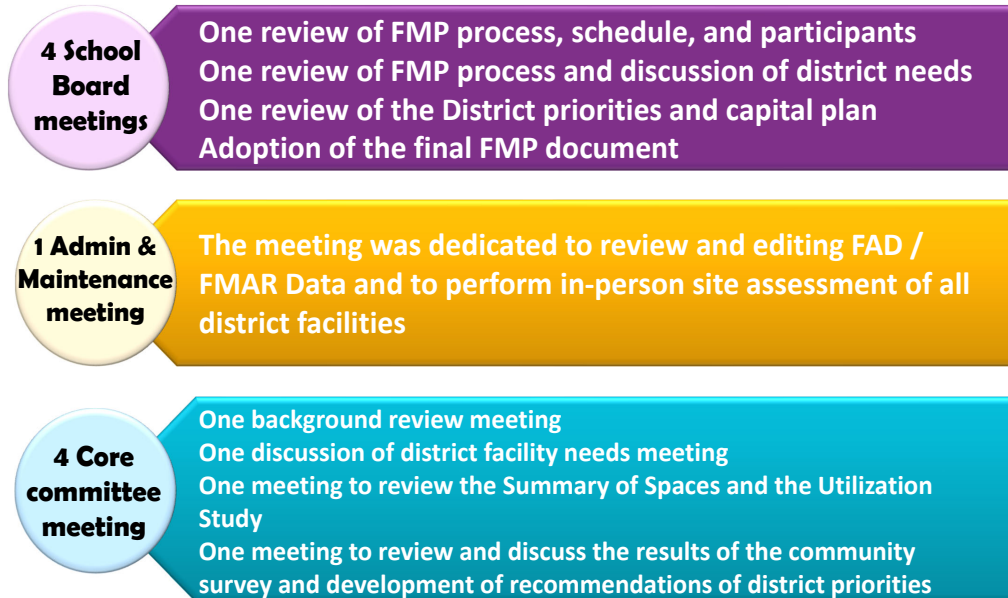 4 School
Board
meetings
One review of FMP process, schedule, and participants
One review of FMP process and discussion of district needs
One review of the District priorities and capital plan
Adoption of the final FMP document
1 Admin &
Maintenance
meeting
The meeting was dedicated to review and editing FAD /
FMAR Data and to perform in-person site assessment of all
district facilities
4 Core
committee
meeting
One background review meeting
One discussion of district facility needs meeting
One meeting to review the Summary of Spaces and the Utilization
Study
One meeting to review and discuss the results of the community
survey and development of recommendations of district priorities